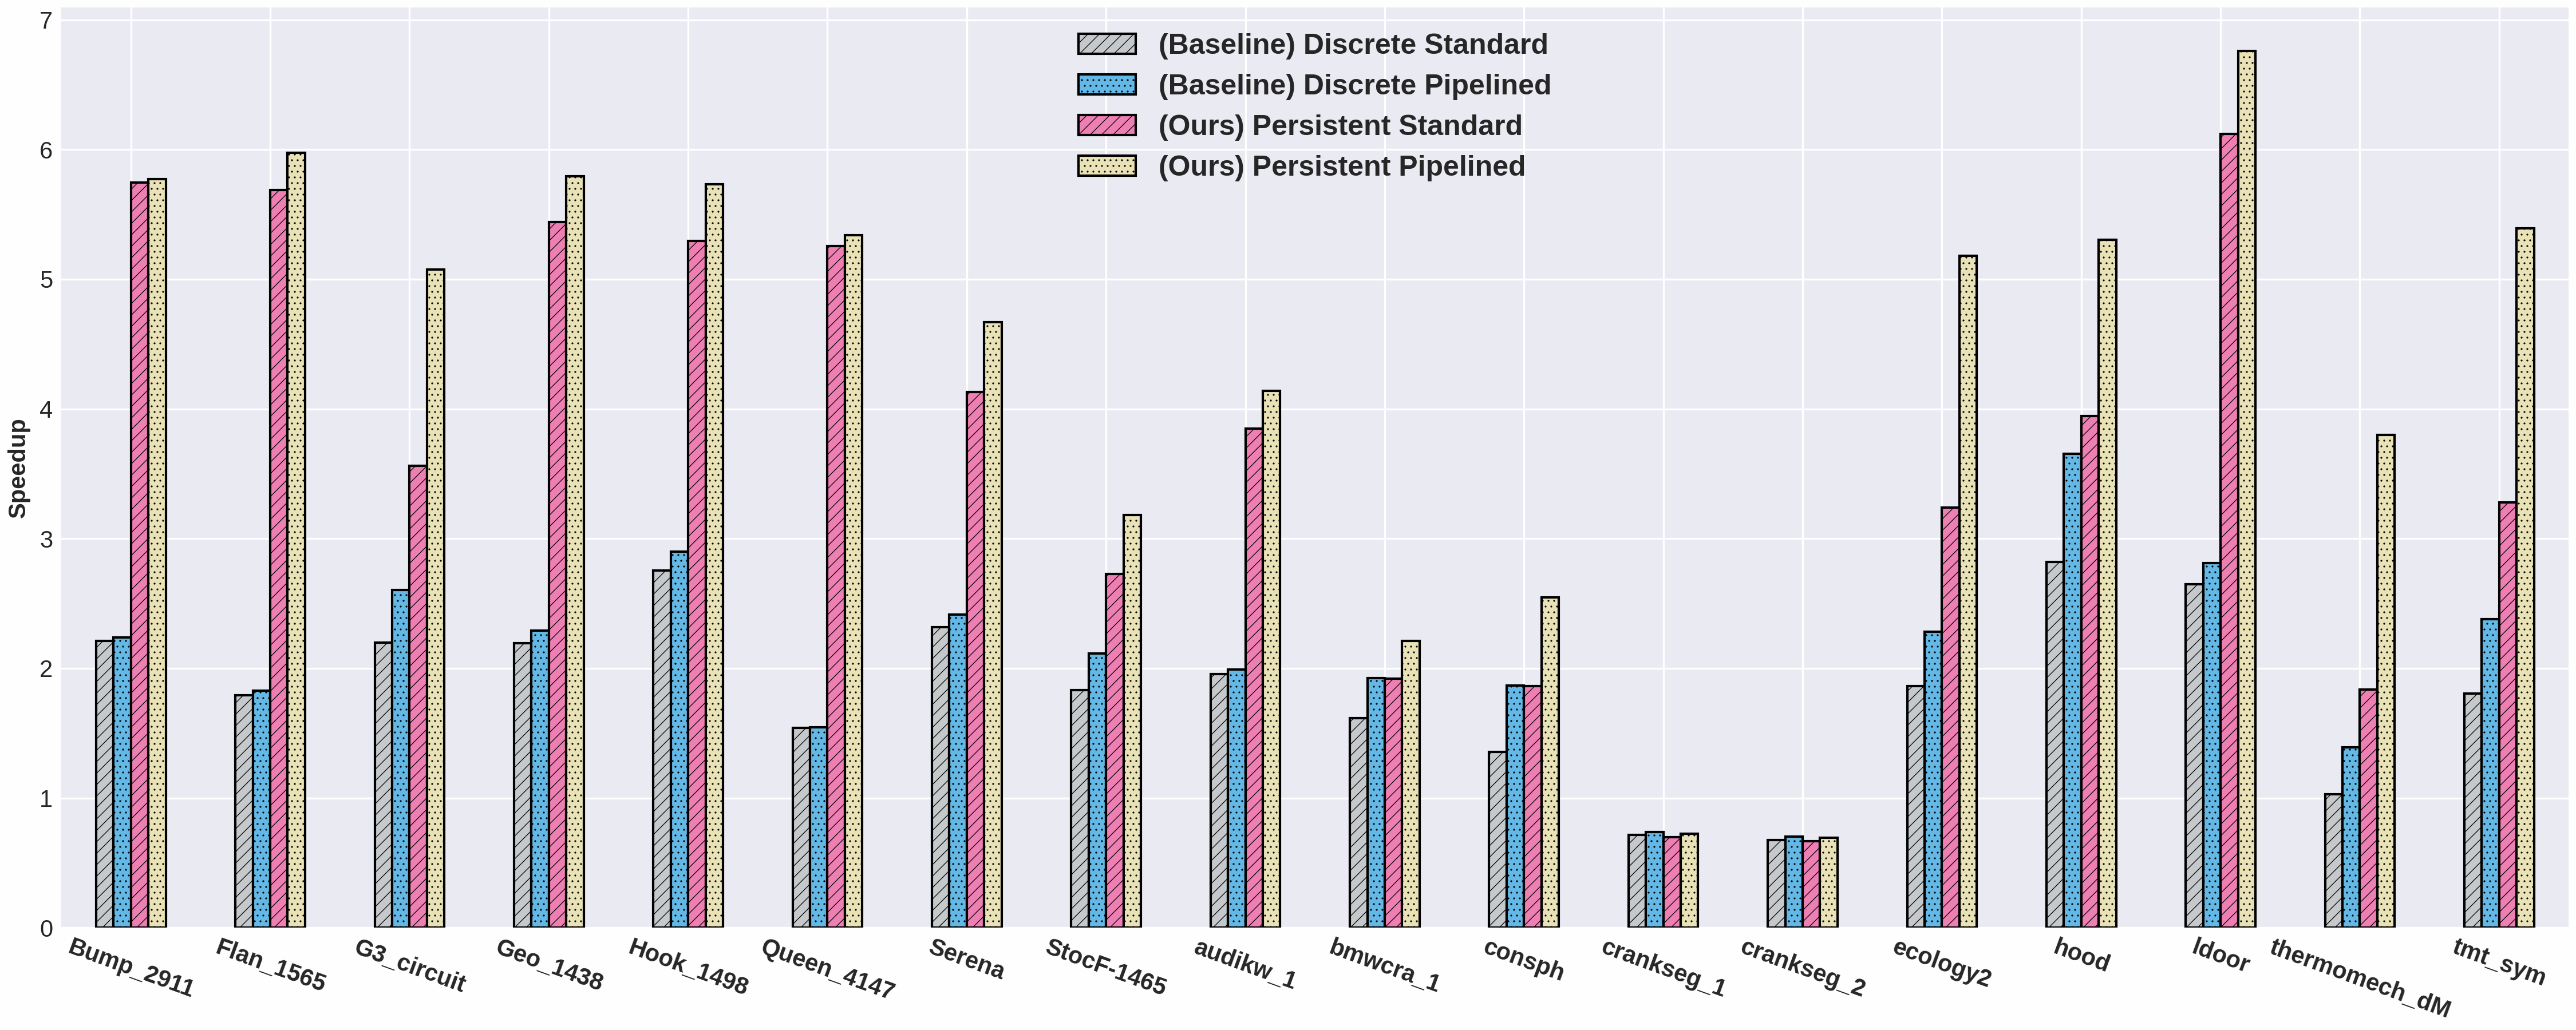 7
6
5
4
3
2
1
0
Speedup
(Baseline) Discrete Standard
(Baseline) Discrete Pipelined
(Ours) Persistent Standard
(Ours) Persistent Pipelined
Bump_2911
Flan_1565
G3_circuit
Geo_1438
Hook_1498
Queen_4147
Serena
StocF-1465
audikw_1
bmwcra_1
consph
crankseg_1
crankseg_2
ecology2
hood
ldoor
thermomech_dM
tmt_sym